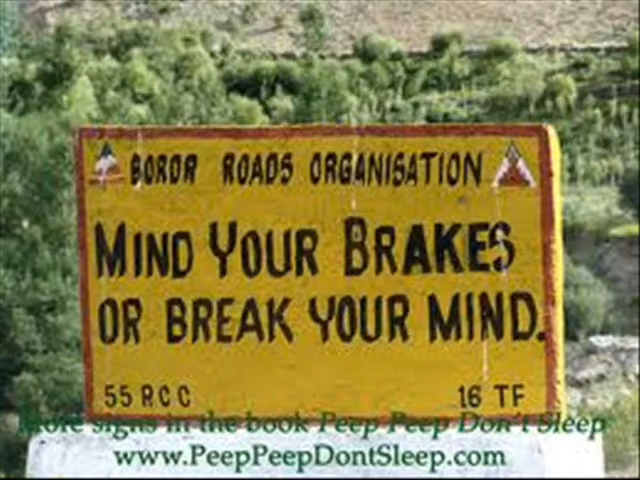 BORDR ROADS ORGANISATION
MIND YOUR BRAKES
OR BREAK YOUR MIND.
55 RCC 16 TF
More signs in the book Peep Peep Don't Sleep
www.PeepPeepDontSleep.com